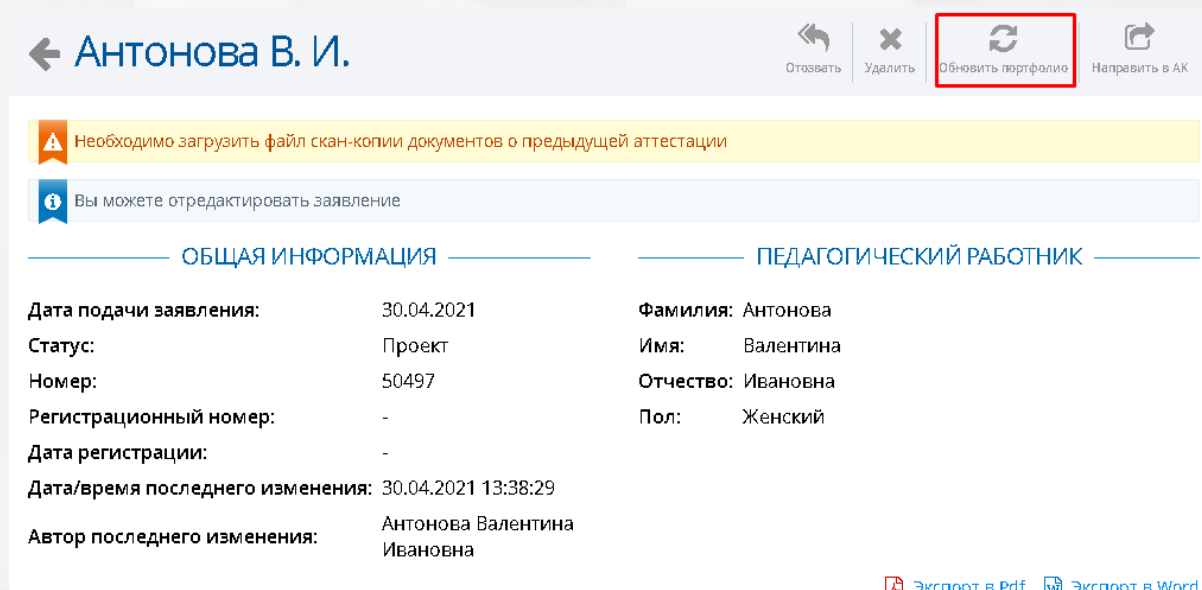 Антонова В. И.
Отозвать
Удалить
Обновить портфолио
Направить в АК
Необходимо загрузить файл скан-копии документов о предыдущей аттестации
Вы можете отредактировать заявление
ОБЩАЯ ИНФОРМАЦИЯ
Дата подачи заявления: 30.04.2021
Статус: Проект
Номер: 50497
Регистрационный номер: -
Дата регистрации: -
Дата/время последнего изменения: 30.04.2021 13:38:29
Автор последнего изменения: Антонова Валентина
Ивановна
ПЕДАГОГИЧЕСКИЙ РАБОТНИК
Фамилия: Антонова
Имя: Валентина
Отчество: Ивановна
Пол: Женский
Экспорт в Pdf Экспорт в Word